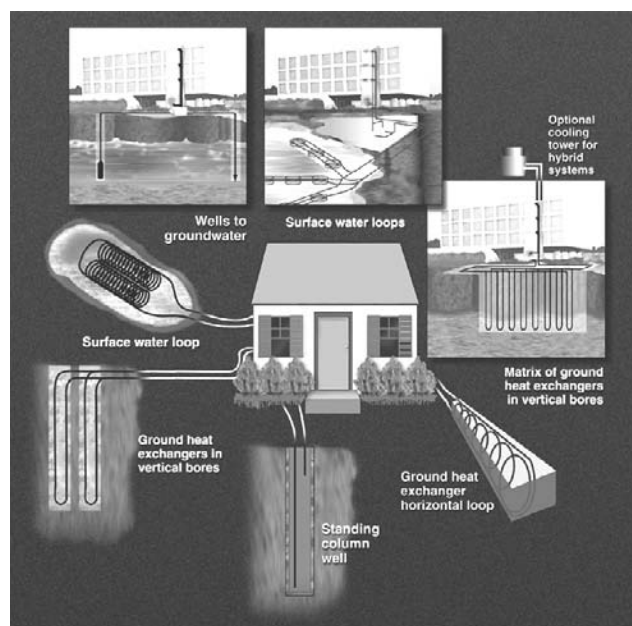 Optional
cooling
tower for
hybrid
systems
Wells to
groundwater
Surface water loops
Surface water loop
Matrix of ground
heat exchangers
in vertical bores
Ground heat
exchangers in
vertical bores
Ground heat
exchanger
horizontal loop
Standing
column
well